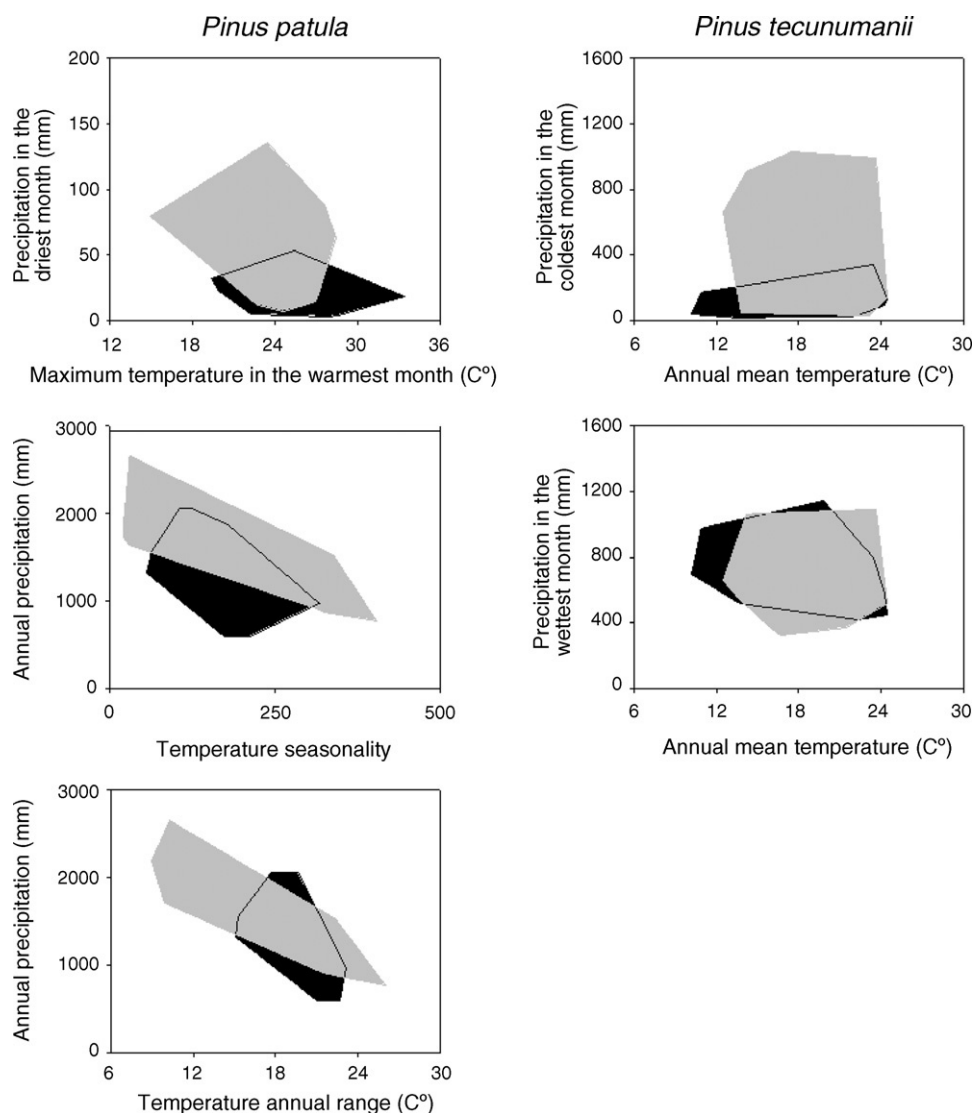 Pinus patula
Pinus tecunumanii
Precipitation in the
driest month (mm)
200
150
100
50
0
12 18 24 30 36
Maximum temperature in the warmest month (Cº)
Precipitation in the
coldest month (mm)
1600
1200
800
400
0
6 12 18 24 30
Annual mean temperature (Cº)
Annual precipitation (mm)
3000
2000
1000
0
0 250 500
Temperature seasonality
Precipitation in the
wettest month (mm)
1600
1200
800
400
0
6 12 18 24 30
Annual mean temperature (Cº)
Annual precipitation (mm)
3000
2000
1000
0
6 12 18 24 30
Temperature annual range (Cº)